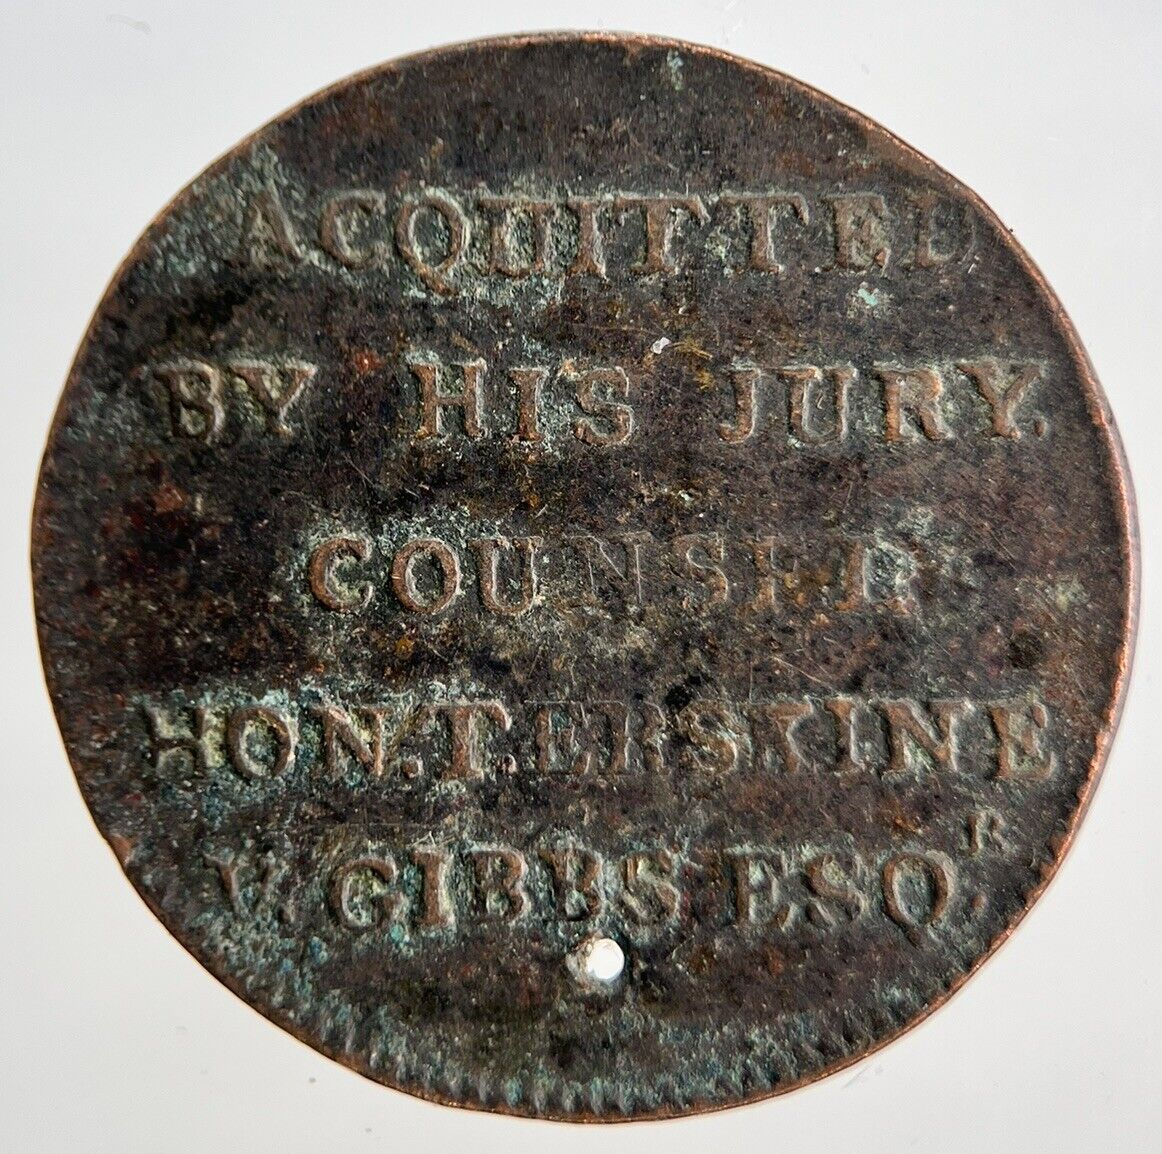 ACQUITTED
BY HIS JURY.
COUNSEL
HON.T.ERSKINE
V.GIBBS ESQ.R